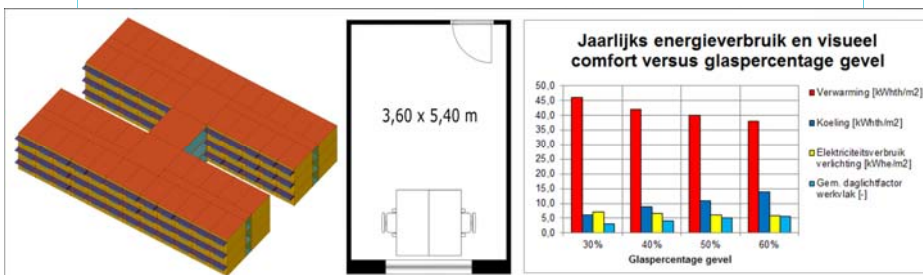 3,60 x 5,40 m
Jaarlijks energieverbruik en visueel
comfort versus glaspercentage gevel
50,0
45,0
40,0
35,0
30,0
25,0
20,0
15,0
10,0
5,0
0,0
30%
40%
50%
60%
Glaspercentage gevel
Verwarming [kWhth/m2]
Koeling [kWhth/m2]
Elektriciteitsverbruik
verlichting [kWhe/m2]
Gem. daglichtfactor
werkvlak [-]